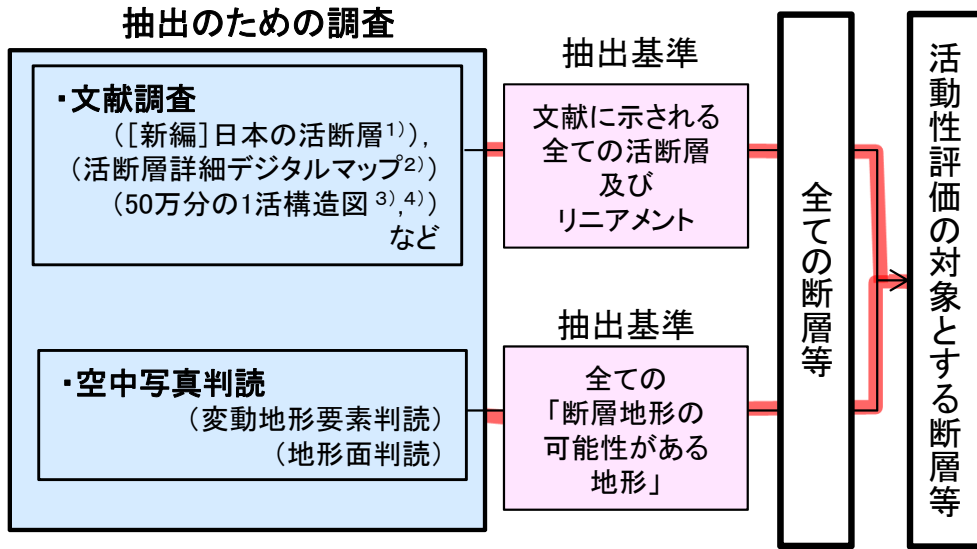 抽出のための調査
・文献調査
([新編]日本の活断層¹⁾),
(活断層詳細デジタルマップ²⁾)
(50万分の1活構造図³⁾,⁴⁾)
など
抽出基準
文献に示される
全ての活断層
及び
リニアメント
・空中写真判読
(変動地形要素判読)
(地形面判読)
抽出基準
全ての
「断層地形の
可能性がある
地形」
全ての断層等
活動性評価の対象とする断層等